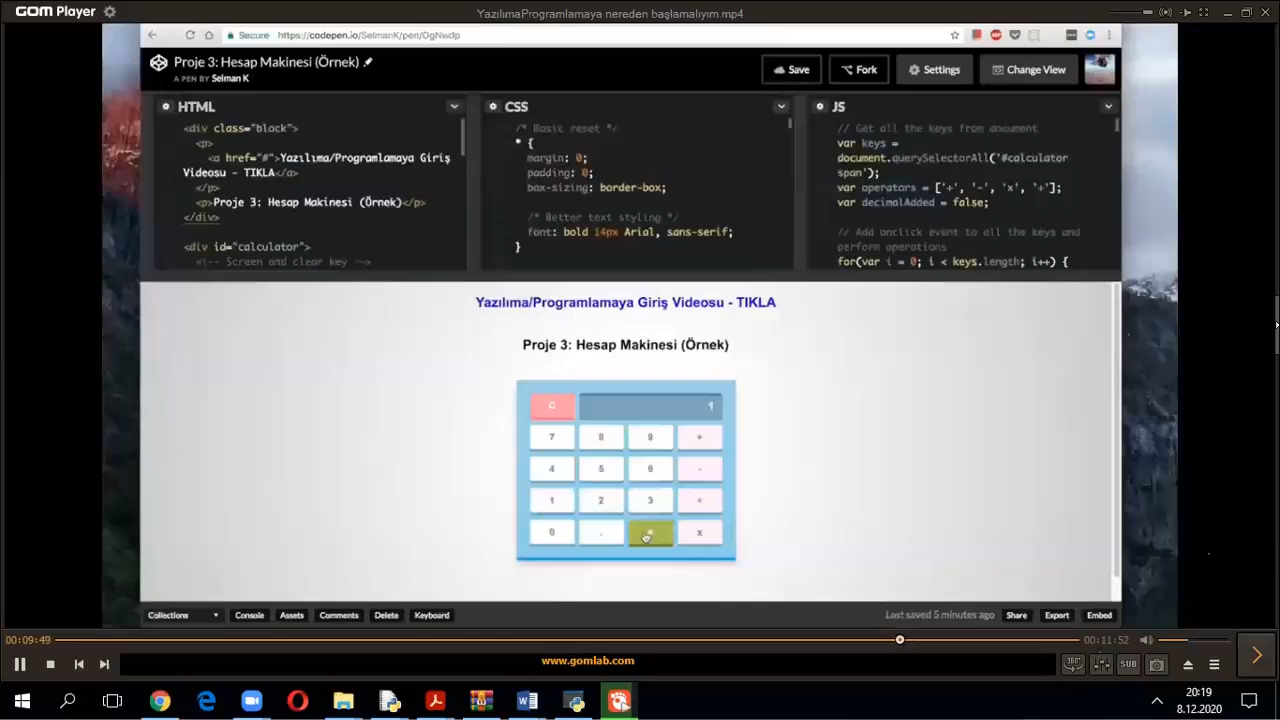 GOM Player
YazılımaProgramlamaya nereden başlamalıyım.mp4
Secure https://codepen.io/SelmanK/pen/OgNwdp
Proje 3: Hesap Makinesi (Örnek)
A PEN BY Selman K
Save
Fork
Settings
Change View
HTML
<div class="block">
<p>
<a href="#">Yazılıma/Programlamaya Giriş
Videosu - TIKLA</a>
</p>
<p>Proje 3: Hesap Makinesi (Örnek)</p>
</div>
<div id="calculator">
<!-- Screen and clear key -->
CSS
/* Basic reset */
* {
margin: 0;
padding: 0;
box-sizing: border-box;
/* Better text styling */
font: bold 14px Arial, sans-serif;
}
JS
// Get all the keys from document
var keys =
document.querySelectorAll('#calculator
span');
var operators = ['+', '-', 'x', '÷'];
var decimalAdded = false;
// Add onclick event to all the keys and
perform operations
for(var i = 0; i < keys.length; i++) {
Yazılıma/Programlamaya Giriş Videosu - TIKLA
Proje 3: Hesap Makinesi (Örnek)
C 1
7 8 9 +
4 5 6 -
1 2 3 ÷
0 . = x
Collections
Console
Assets
Comments
Delete
Keyboard
Last saved 5 minutes ago
Share
Export
Embed
00:09:49
00:11:52
www.gomlab.com
360°
SUB
20:19
8.12.2020